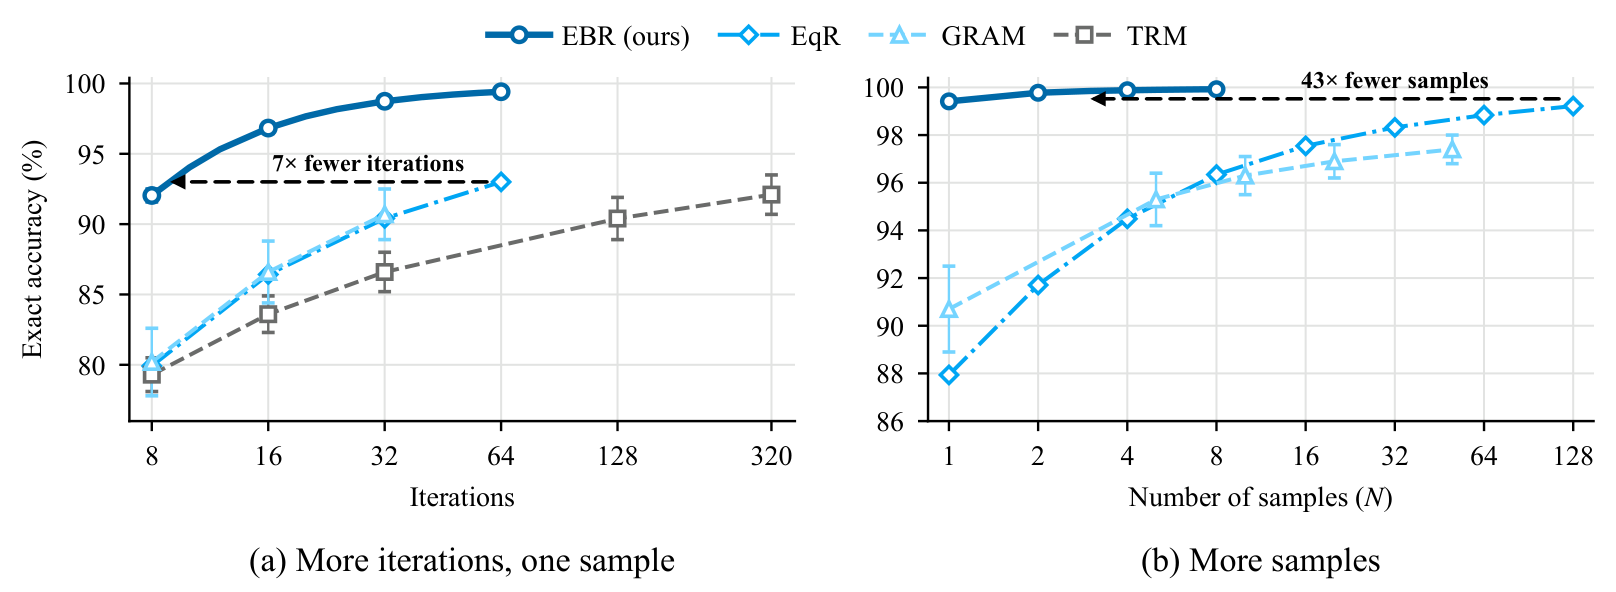 EBR (ours) EqR GRAM TRM
Exact accuracy (%)
100
95
90
85
80
7× fewer iterations
8 16 32 64 128 320
Iterations
(a) More iterations, one sample
100
98
96
94
92
90
88
86
43× fewer samples
1 2 4 8 16 32 64 128
Number of samples (N)
(b) More samples